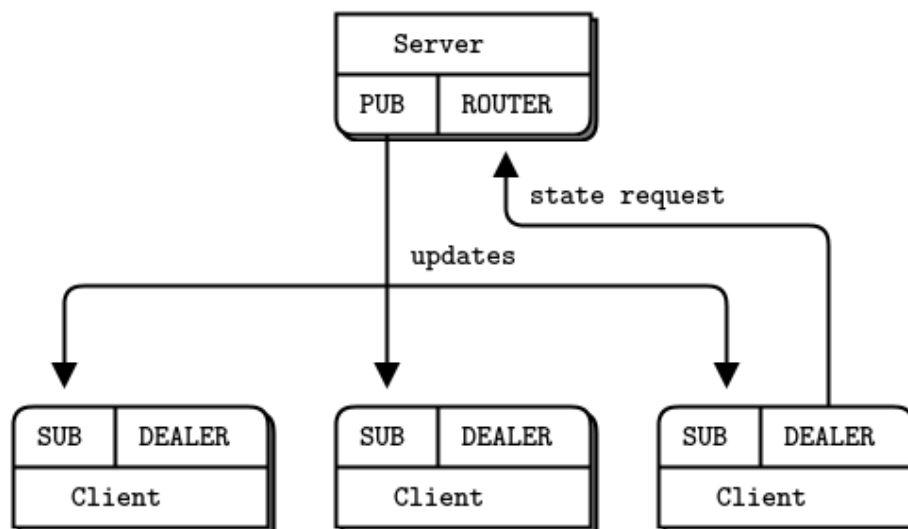 Server
PUB ROUTER
state request
updates
SUB DEALER SUB DEALER SUB DEALER
Client Client Client